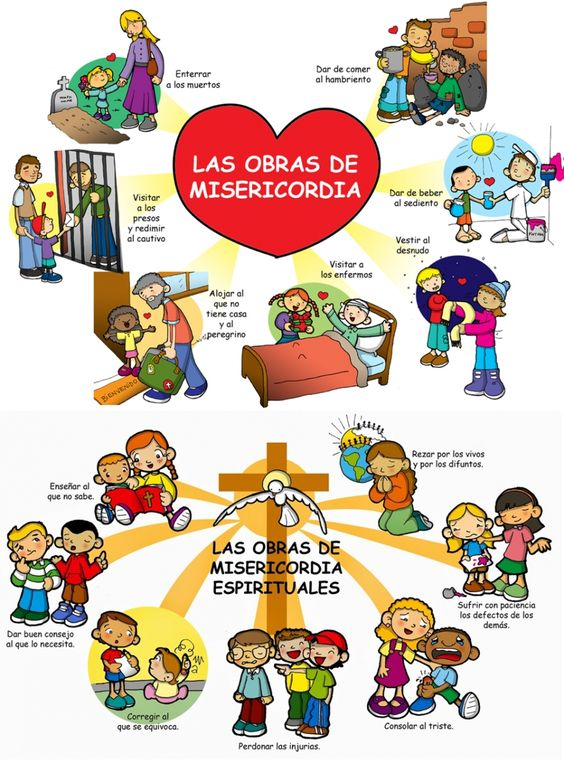 Enterrar
a los muertos
Dar de comer
al hambriento
LAS OBRAS DE
MISERICORDIA
Visitar
a los
presos
y redimir
al cautivo
Dar de beber
al sediento
Vestir al
desnudo
Visitar a
los enfermos
Alojar al
que no
tiene casa
y al
peregrino
BIENVENIDO
Rezar por los vivos
y por los difuntos.
Enseñar al
que no sabe.
LAS OBRAS DE
MISERICORDIA
ESPIRITUALES
Sufrir con paciencia
los defectos de los
demás.
Dar buen consejo
al que lo necesita.
Corregir al
que se equivoca.
Consolar al triste.
Perdonar las injurias.